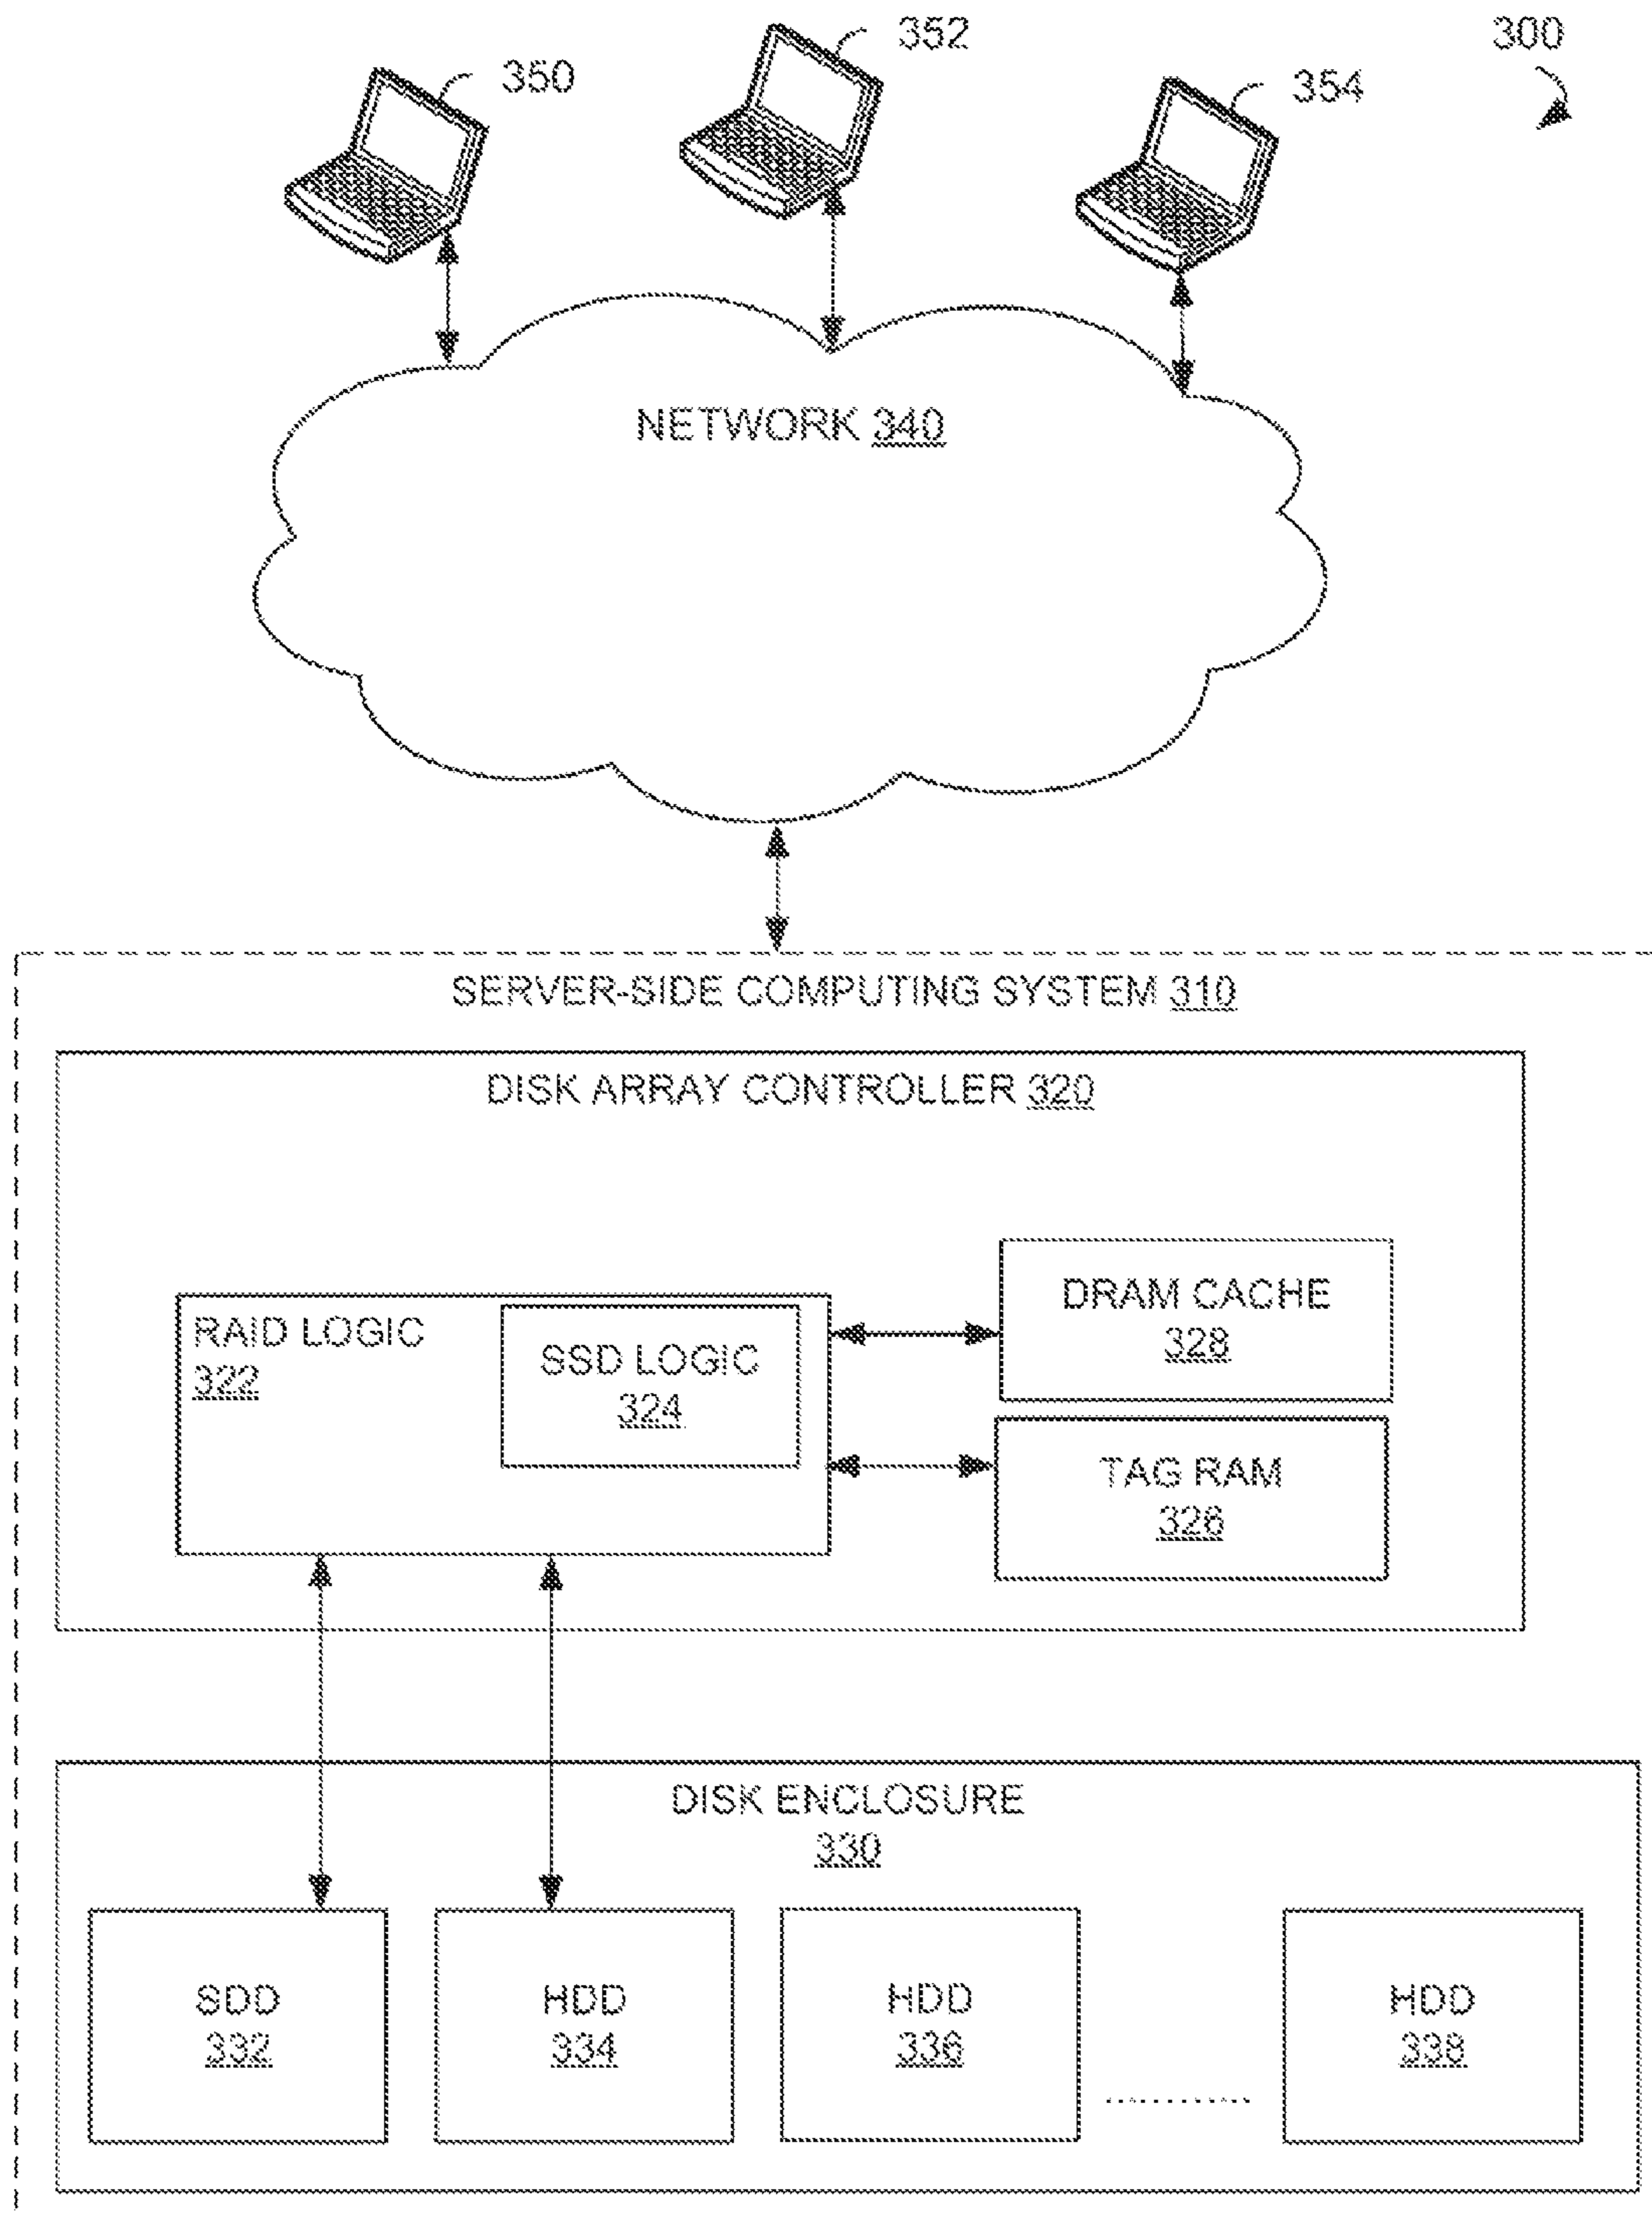 352
300
350
354
NETWORK 340
SERVER-SIDE COMPUTING SYSTEM 310
DISK ARRAY CONTROLLER 320
DRAM CACHE
328
RAID LOGIC
322
SSD LOGIC
324
TAG RAM
326
DISK ENCLOSURE
330
SDD
332
HDD
334
HDD
336
HDD
338